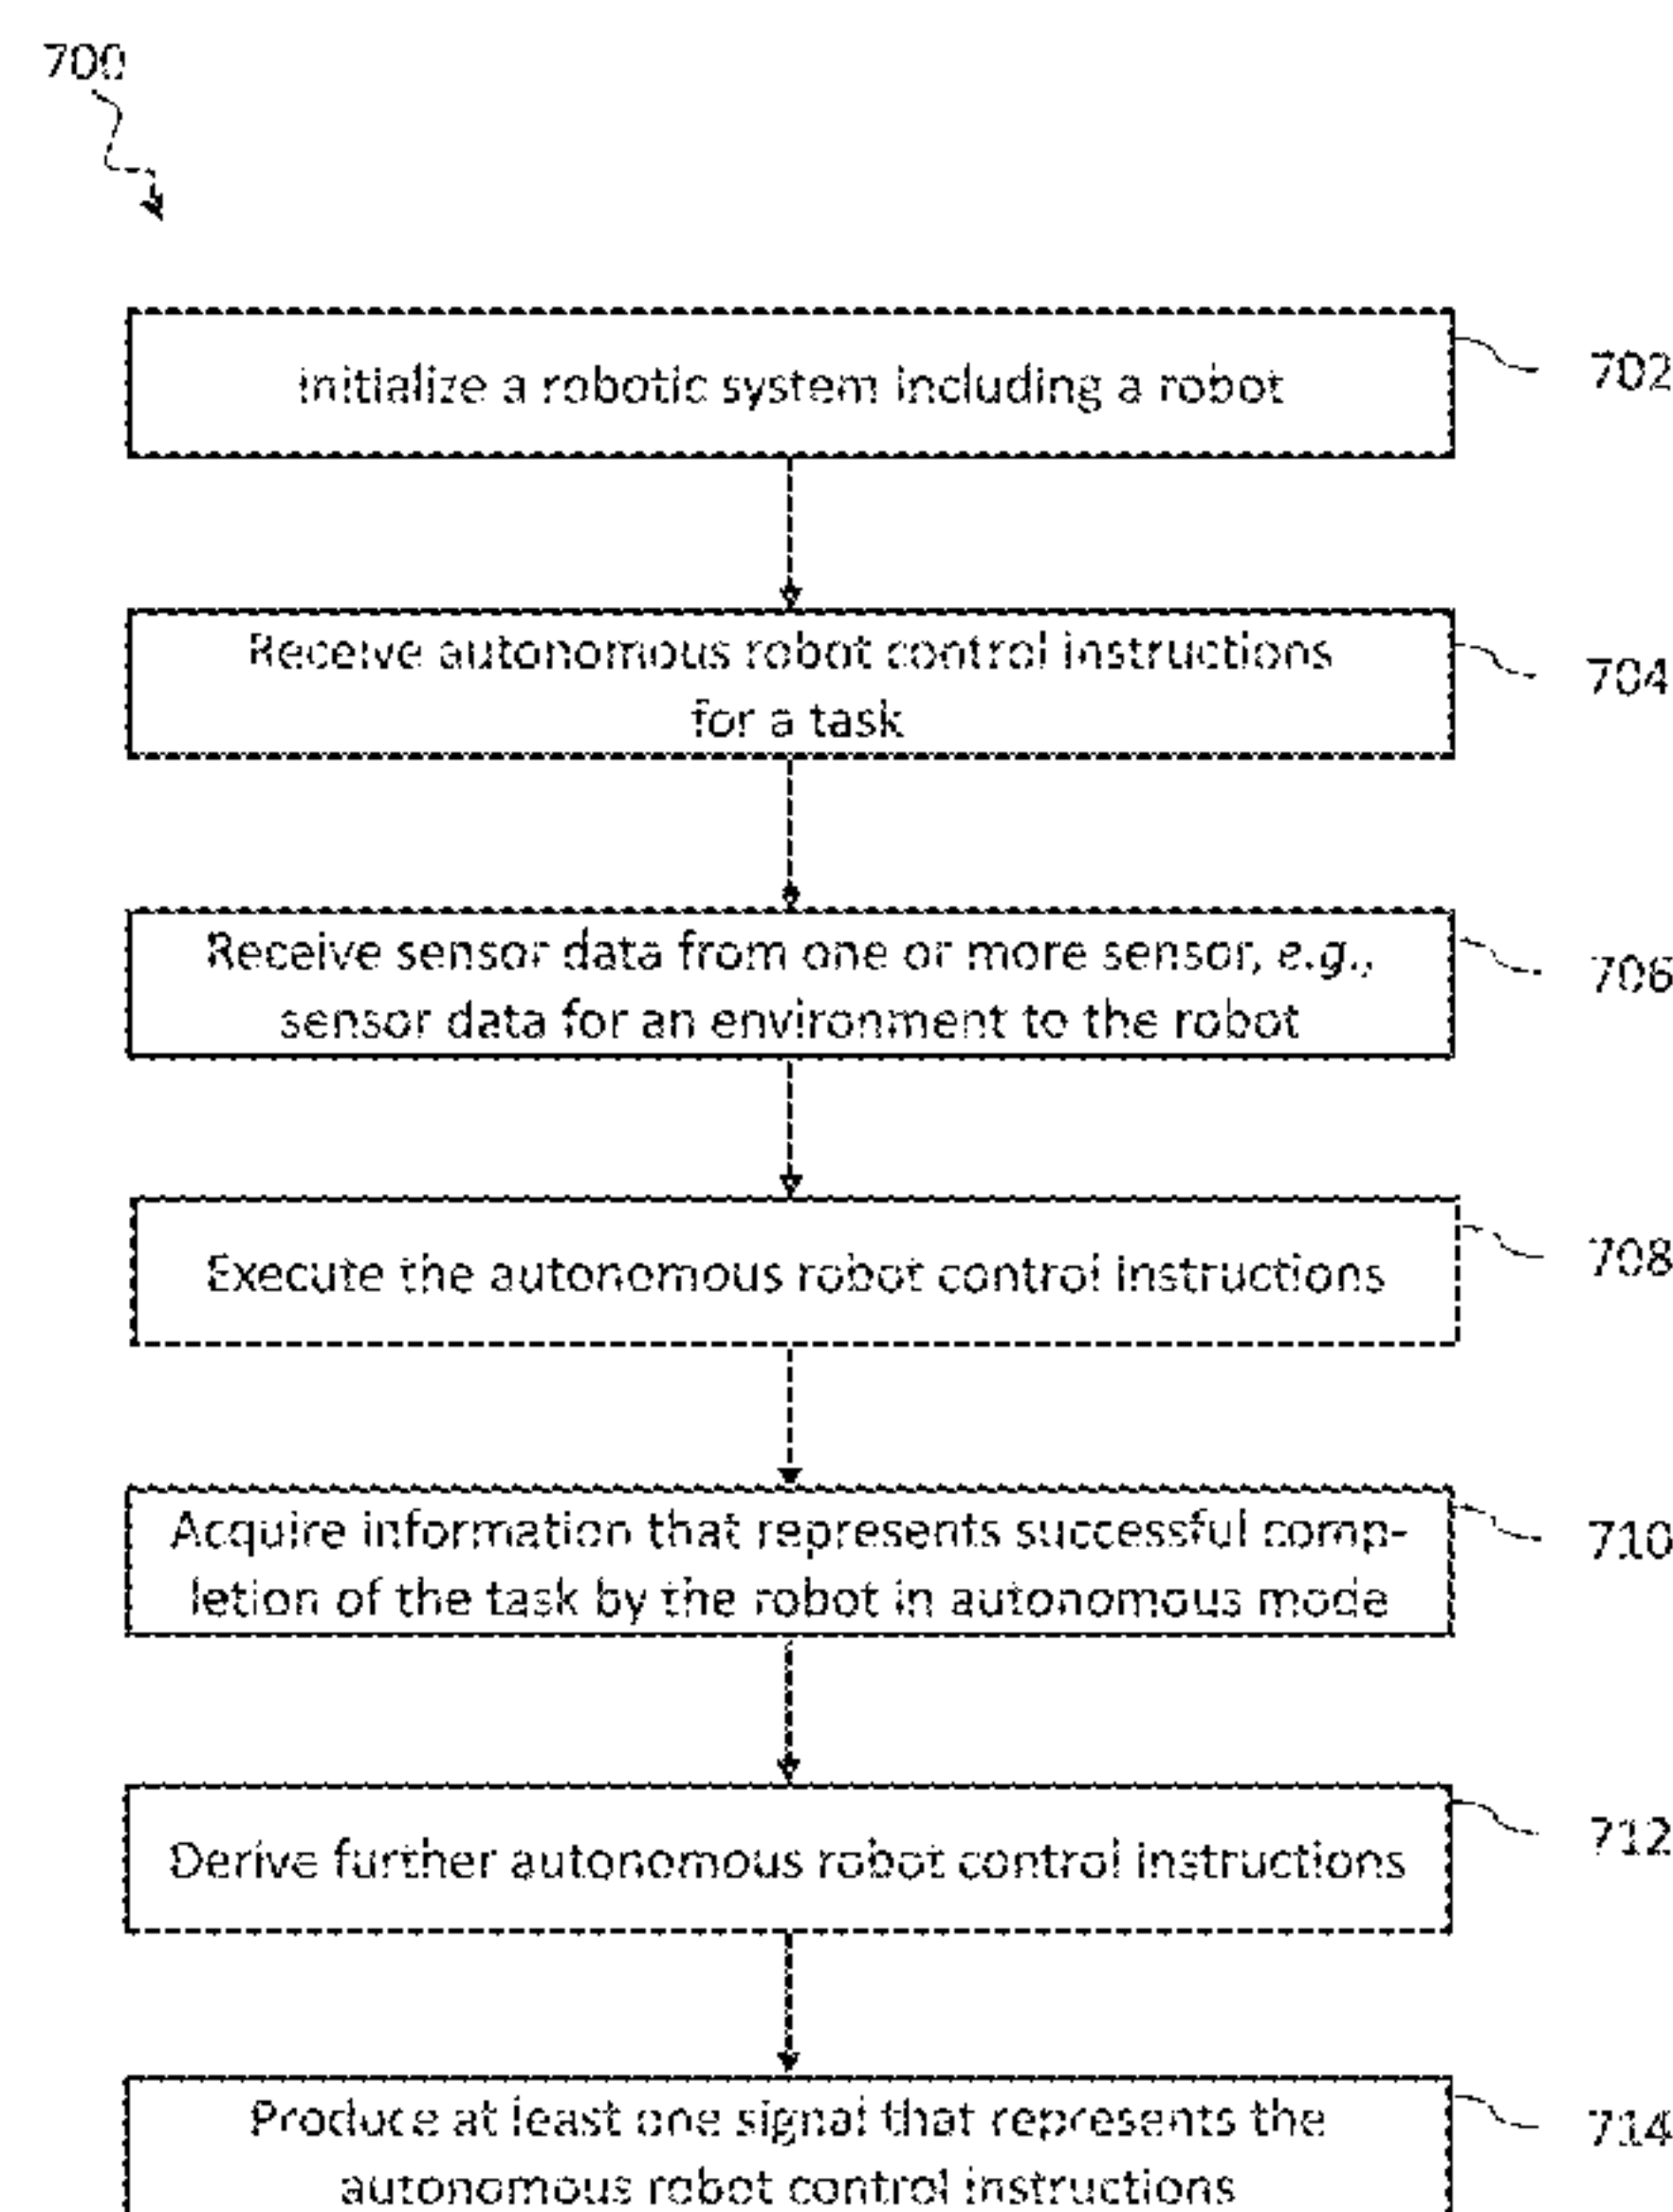 700
Initialize a robotic system including a robot
702
Receive autonomous robot control instructions
for a task
704
Receive sensor data from one or more sensor, e.g.,
sensor data for an environment to the robot
706
Execute the autonomous robot control instructions
708
Acquire information that represents successful comp-
letion of the task by the robot in autonomous mode
710
Derive further autonomous robot control instructions
712
Produce at least one signal that represents the
autonomous robot control instructions
714